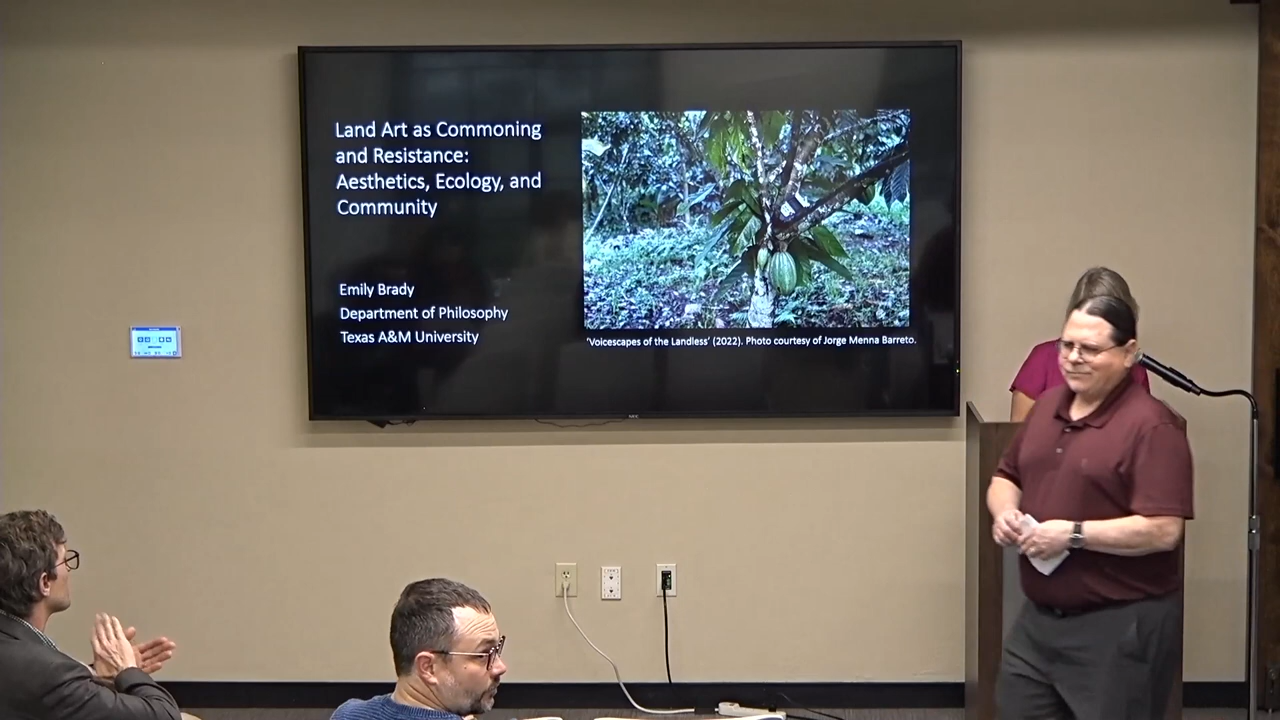 Land Art as Commoning
and Resistance:
Aesthetics, Ecology, and
Community
Emily Brady
Department of Philosophy
Texas A&M University
'Voicescapes of the Landless' (2022). Photo courtesy of Jorge Menna Barreto.
NEC